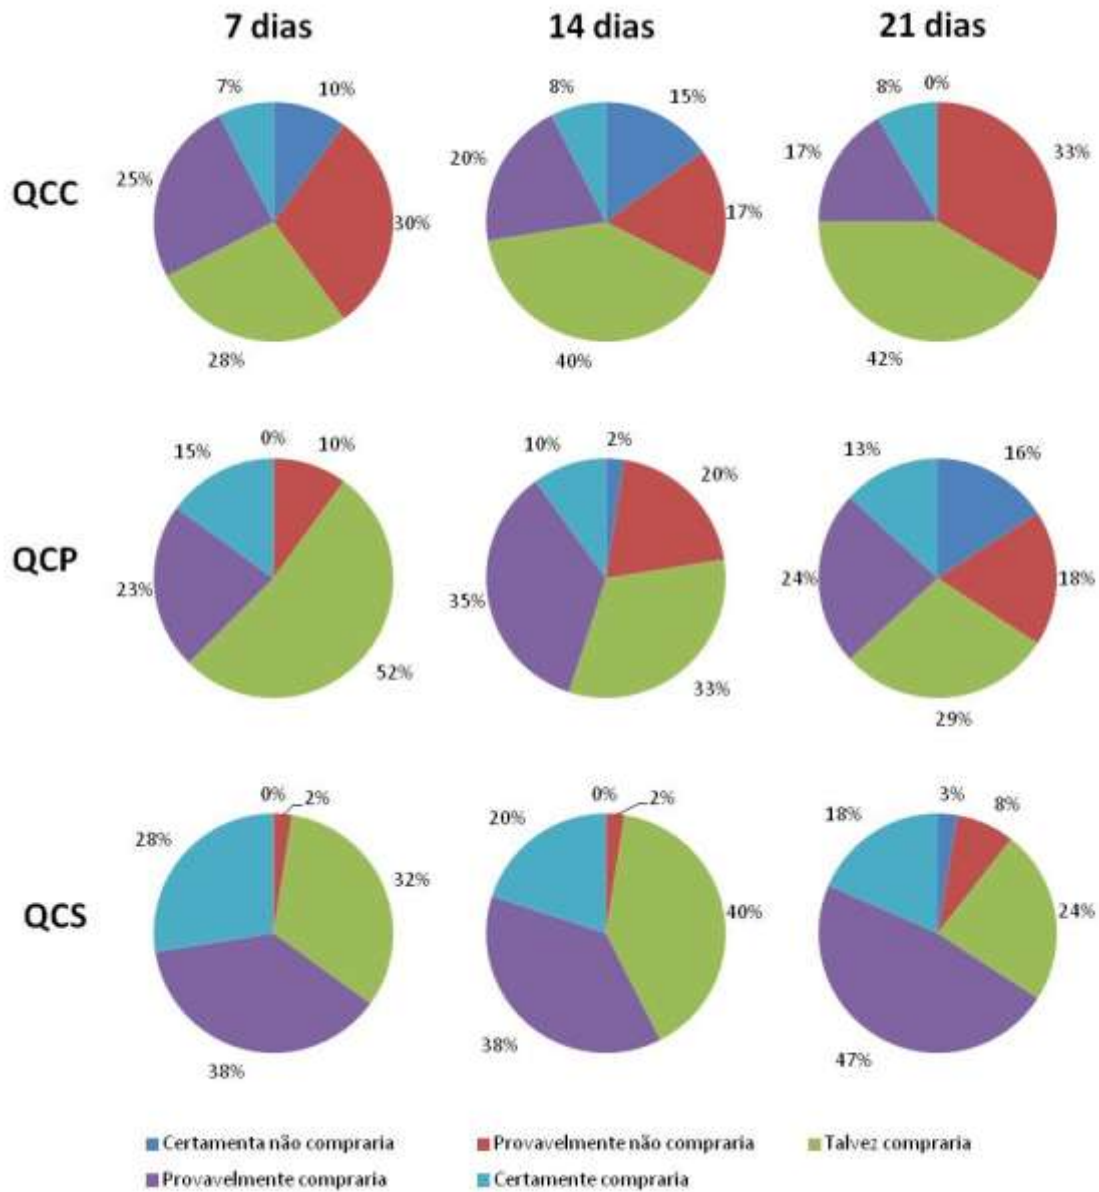 7 dias 14 dias 21 dias
7% 10% 8% 15% 8% 0%
QCC 25% 30% 20% 17% 17% 33%
28% 40% 42%
15% 0% 10% 10% 2% 20% 13% 16%
QCP 23% 52% 35% 33% 24% 18%
29%
28% 0% 2% 20% 0% 2% 18% 3% 8%
QCS 32% 40% 24%
38% 38% 47%
Certamenta não compraria Provavelmente não compraria Talvez compraria
Provavelmente compraria Certamente compraria